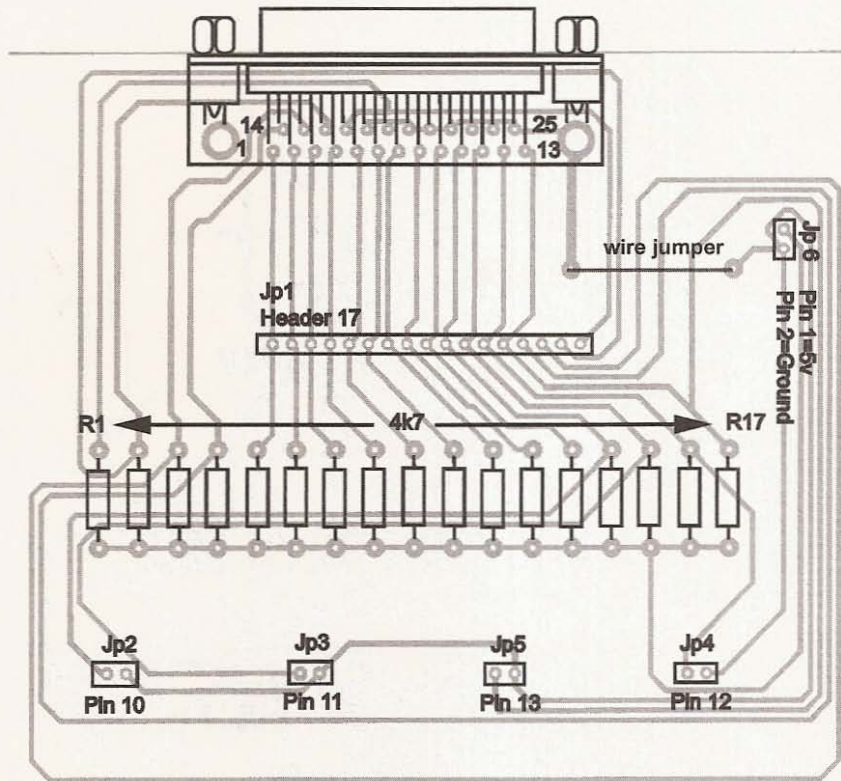 14
25
1
13
wire jumper
Jp 6
Pin 1=5v
Pin 2=Ground
Jp1
Header 17
R1
4k7
R17
Jp2
Jp3
Jp5
Jp4
Pin 10
Pin 11
Pin 13
Pin 12